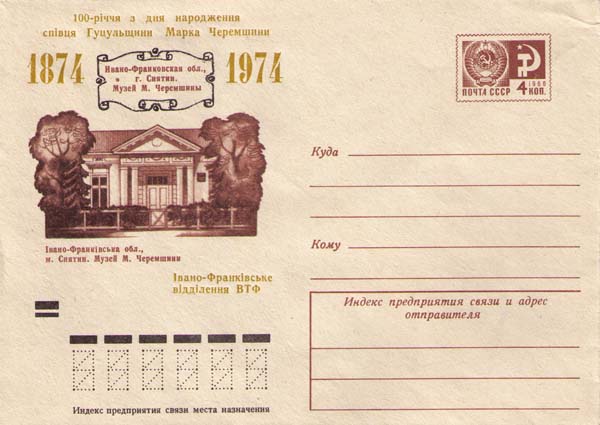 100-річчя з дня народження
співця Гуцульщини Марка Черемшини
1874 1974
Івано-Франковская обл.,
г. Снятин.
Музей М. Черемшины
Івано-Франківська обл.,
м. Снятин. Музей М. Черемшини
Івано-Франківське
відділення ВТФ
Индекс предприятия связи места назначения
1966
ПОЧТА СССР 4 КОП.
Куда
Кому
Индекс предприятия связи и адрес
отправителя